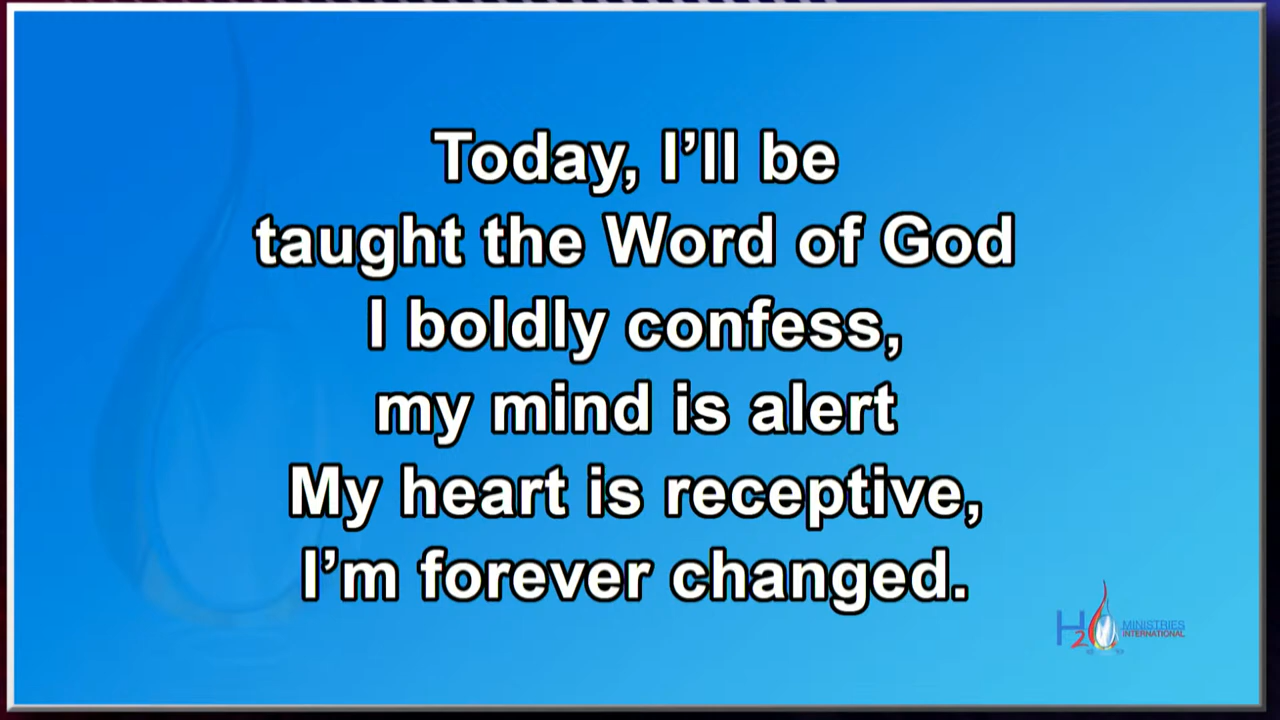 Today, I’ll be
taught the Word of God
I boldly confess,
my mind is alert
My heart is receptive,
I’m forever changed.
H2O MINISTRIES
INTERNATIONAL